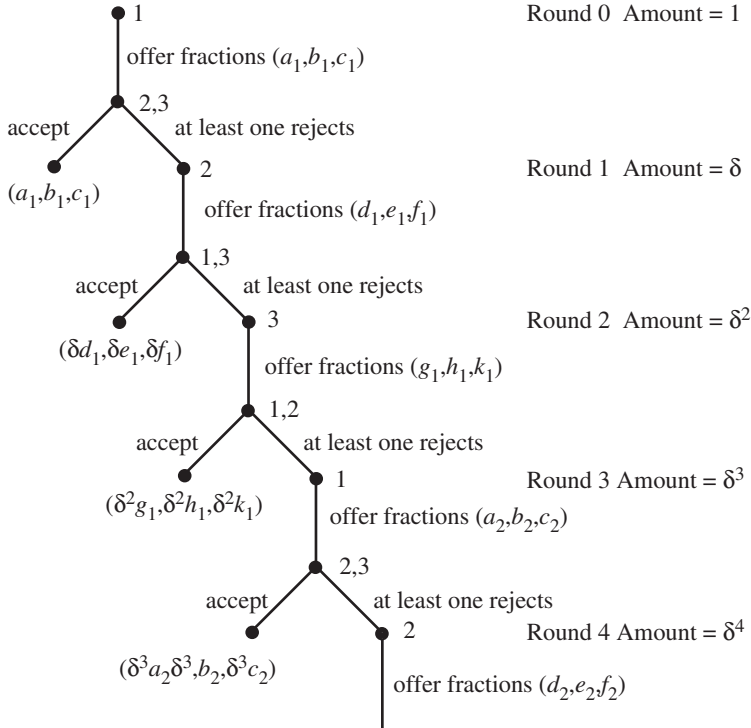 1 Round 0 Amount = 1
offer fractions (a₁,b₁,c₁)
2,3
accept at least one rejects
(a₁,b₁,c₁) 2 Round 1 Amount = δ
offer fractions (d₁,e₁,f₁)
1,3
accept at least one rejects
(δd₁,δe₁,δf₁) 3 Round 2 Amount = δ²
offer fractions (g₁,h₁,k₁)
1,2
accept at least one rejects
(δ²g₁,δ²h₁,δ²k₁) 1 Round 3 Amount = δ³
offer fractions (a₂,b₂,c₂)
2,3
accept at least one rejects
(δ³a₂δ³,b₂,δ³c₂) 2 Round 4 Amount = δ⁴
offer fractions (d₂,e₂,f₂)